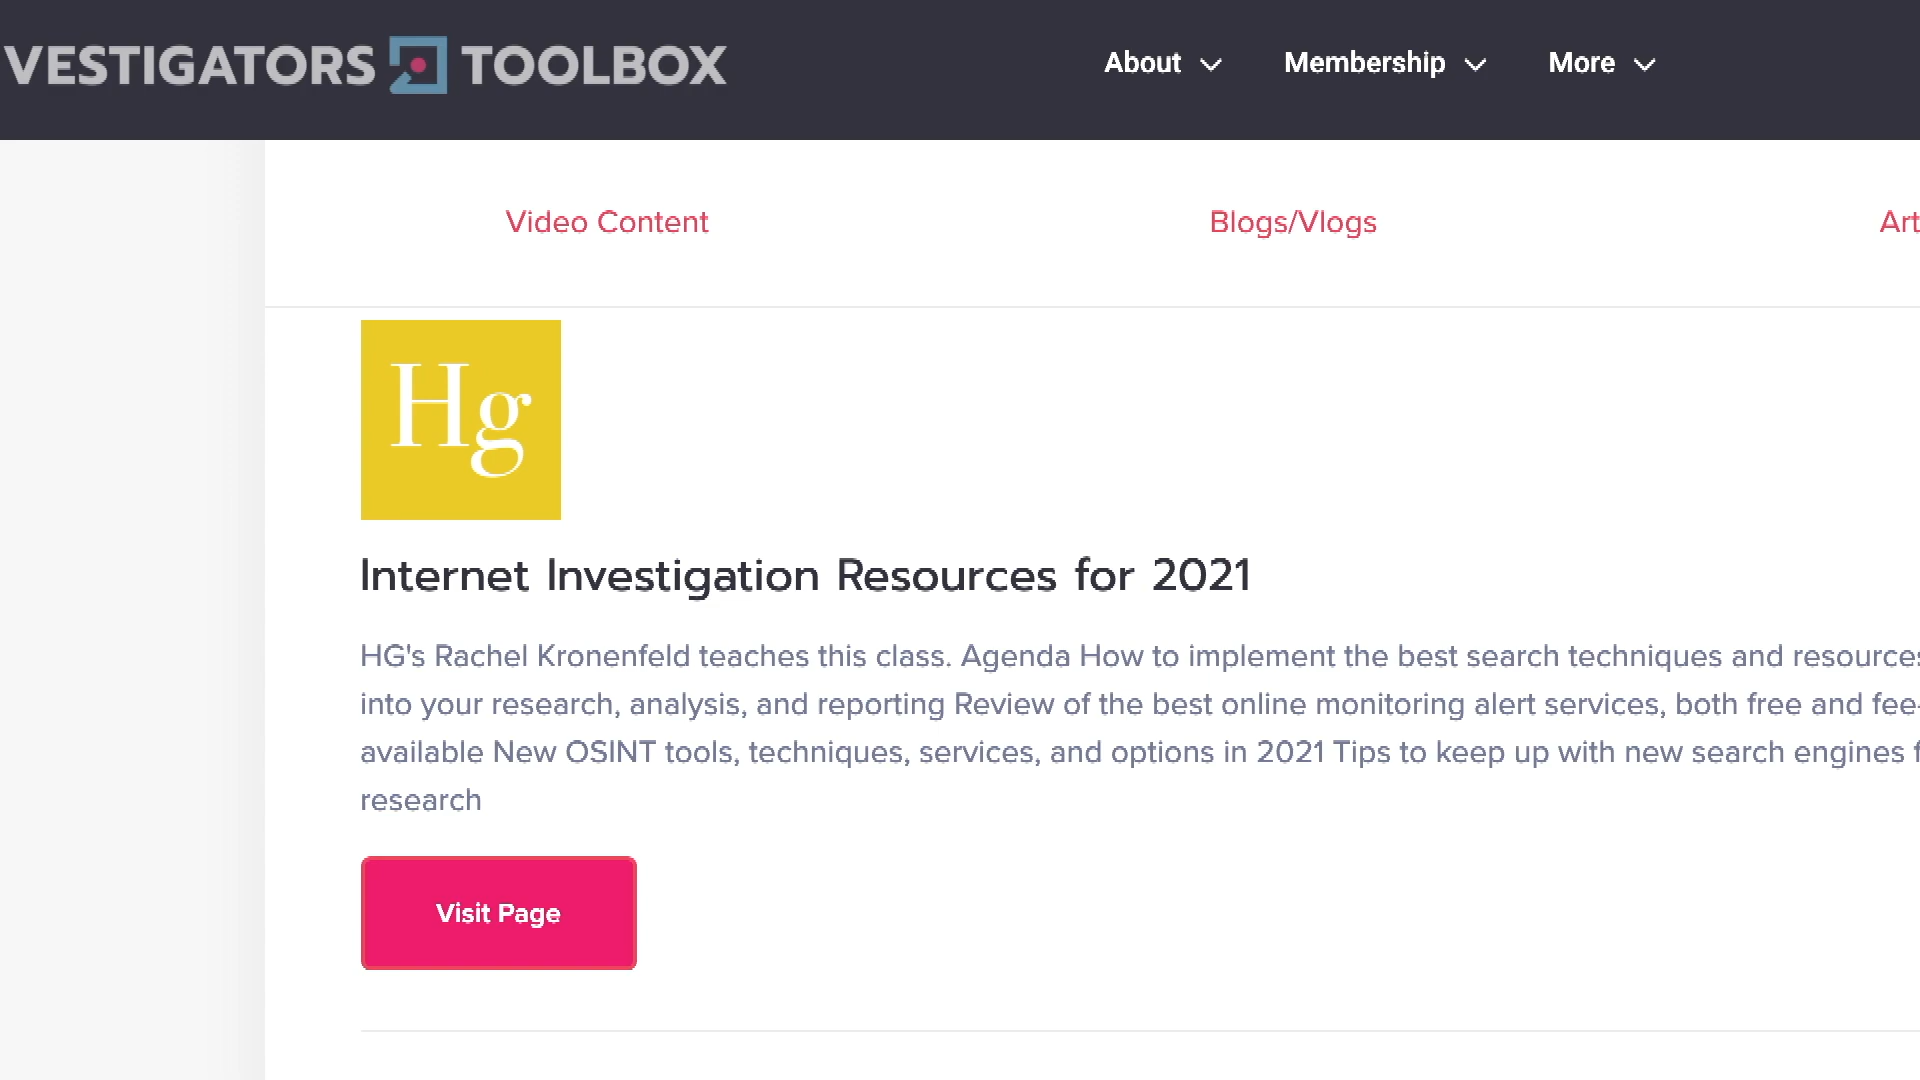 VESTIGATORS TOOLBOX
About Membership More
Video Content Blogs/Vlogs Art
Hg
Internet Investigation Resources for 2021
HG's Rachel Kronenfeld teaches this class. Agenda How to implement the best search techniques and resources
into your research, analysis, and reporting Review of the best online monitoring alert services, both free and fee-
available New OSINT tools, techniques, services, and options in 2021 Tips to keep up with new search engines f
research
Visit Page